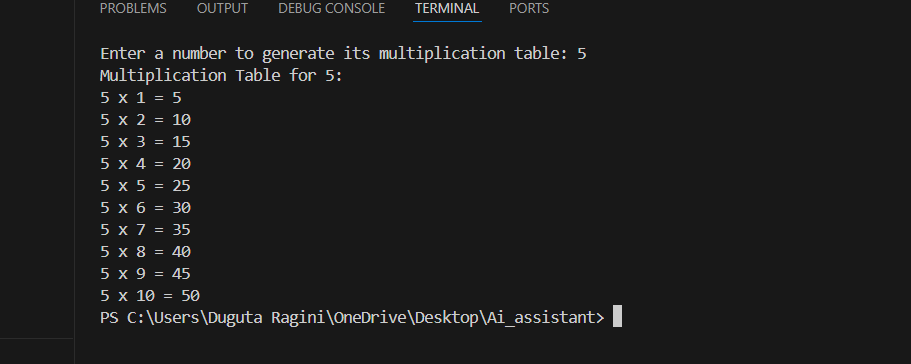 PROBLEMS OUTPUT DEBUG CONSOLE TERMINAL PORTS
Enter a number to generate its multiplication table: 5
Multiplication Table for 5:
5 x 1 = 5
5 x 2 = 10
5 x 3 = 15
5 x 4 = 20
5 x 5 = 25
5 x 6 = 30
5 x 7 = 35
5 x 8 = 40
5 x 9 = 45
5 x 10 = 50
PS C:\Users\Duguta Ragini\OneDrive\Desktop\Ai_assistant>